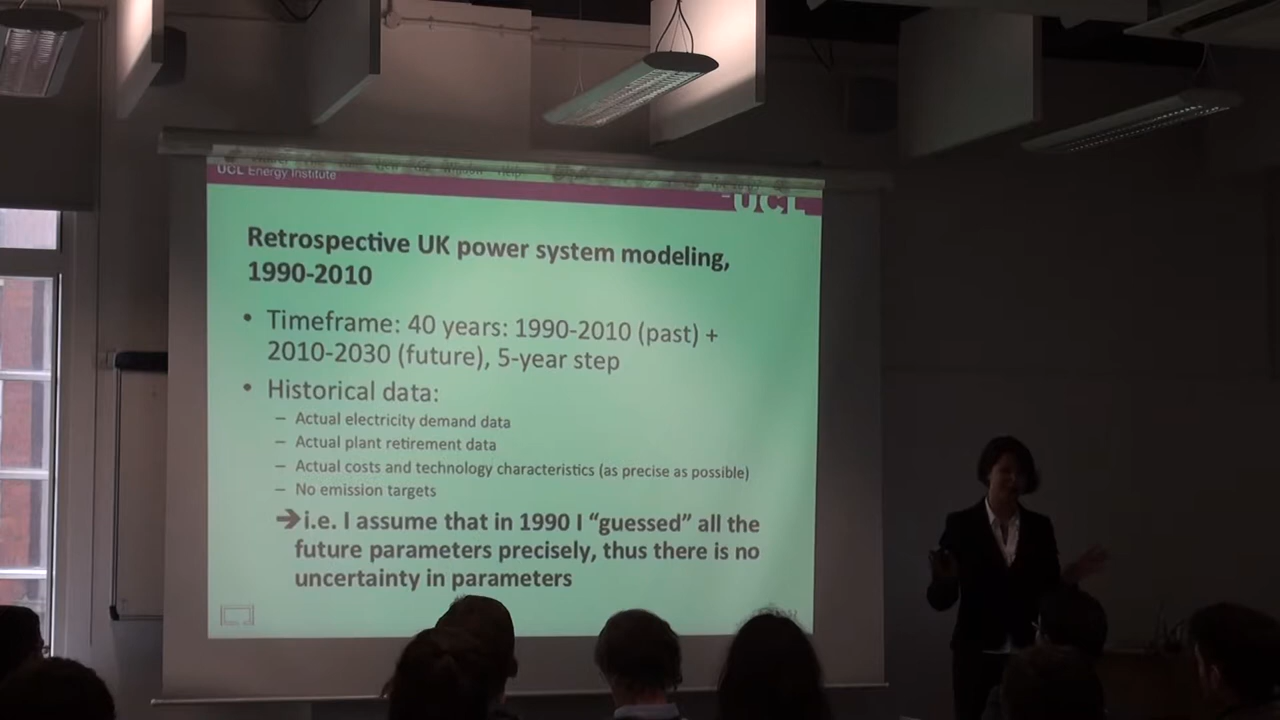 UCL Energy Institute
UCL
Retrospective UK power system modeling,
1990-2010
• Timeframe: 40 years: 1990-2010 (past) +
2010-2030 (future), 5-year step
• Historical data:
– Actual electricity demand data
– Actual plant retirement data
– Actual costs and technology characteristics (as precise as possible)
– No emission targets
➔i.e. I assume that in 1990 I “guessed” all the
future parameters precisely, thus there is no
uncertainty in parameters